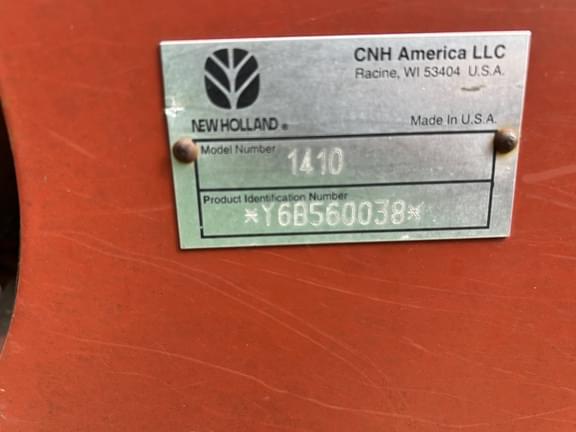 CNH America LLC
Racine, WI 53404 U.S.A.
NEW HOLLAND ®
Made In U.S.A.
Model Number 1410
Product Identification Number
*Y6B560038*